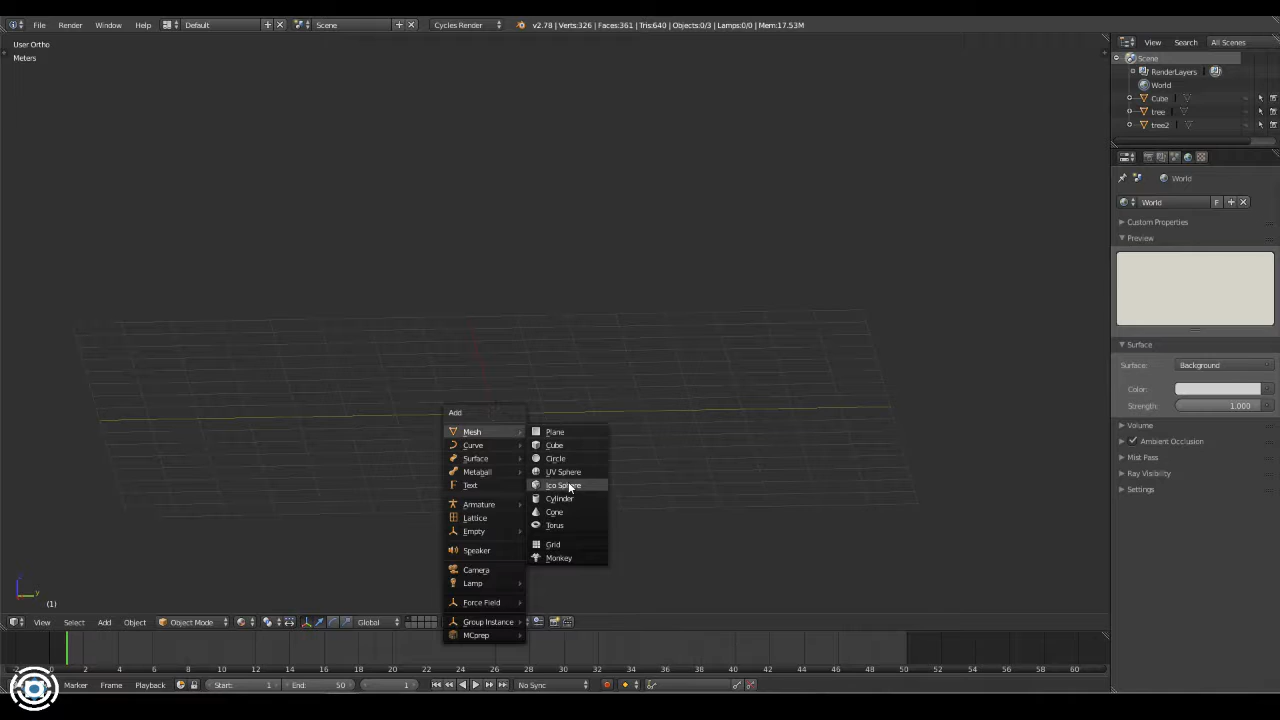 File Render Window Help Default Scene Cycles Render v2.78 | Verts:326 | Faces:361 | Tris:640 | Objects:0/3 | Lamps:0/0 | Mem:17.53M
User Ortho
Meters
View Search All Scenes
Scene
RenderLayers
World
Cube
tree
tree2
World
World F
Custom Properties
Preview
Surface
Surface: Background
Color:
Strength: 1.000
Volume
Ambient Occlusion
Mist Pass
Ray Visibility
Settings
Add
Mesh
Curve
Surface
Metaball
Text
Armature
Lattice
Empty
Speaker
Camera
Lamp
Force Field
Group Instance
MCprep
Plane
Cube
Circle
UV Sphere
Ico Sphere
Cylinder
Cone
Torus
Grid
Monkey
z
y
(1)
View Select Add Object Object Mode Global
-2 0 2 4 6 8 10 12 14 16 18 20 22 24 26 28 30 32 34 36 38 40 42 44 46 48 50 52 54 56 58 60
Marker Frame Playback Start: 1 End: 50 1 No Sync